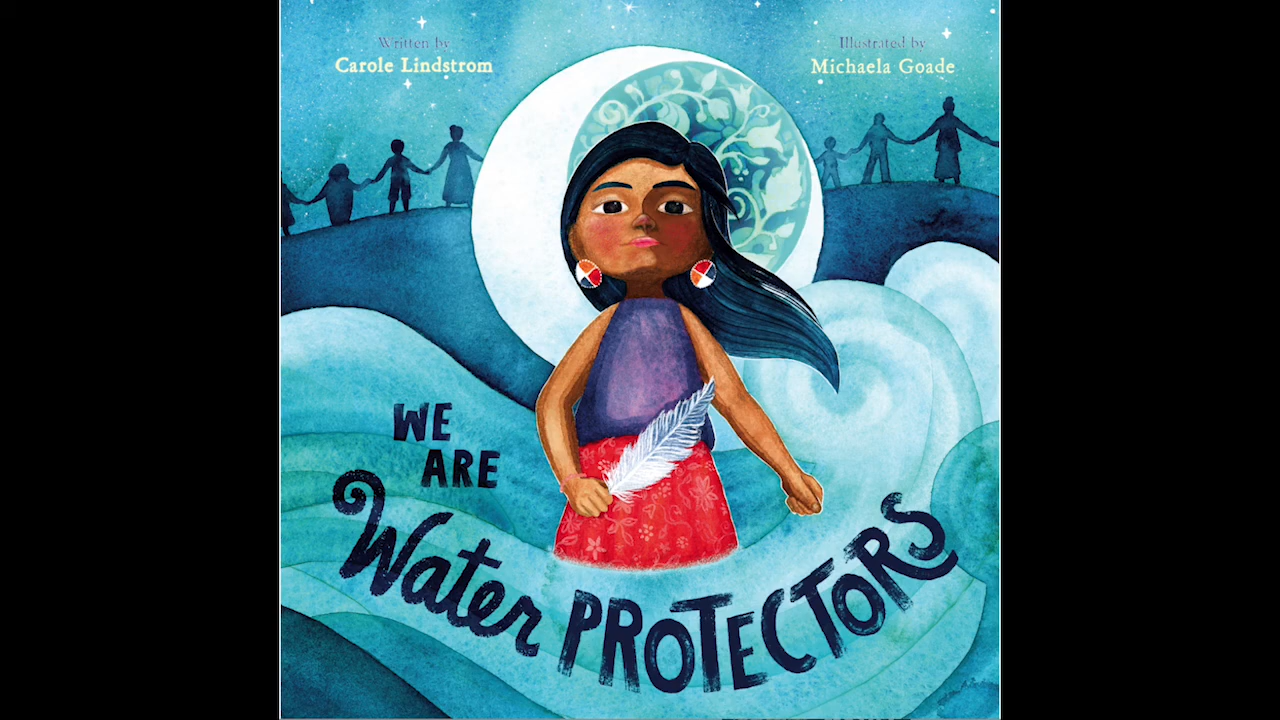 Written by
Carole Lindstrom
Illustrated by
Michaela Goade
WE
ARE
Water PROTECTORS